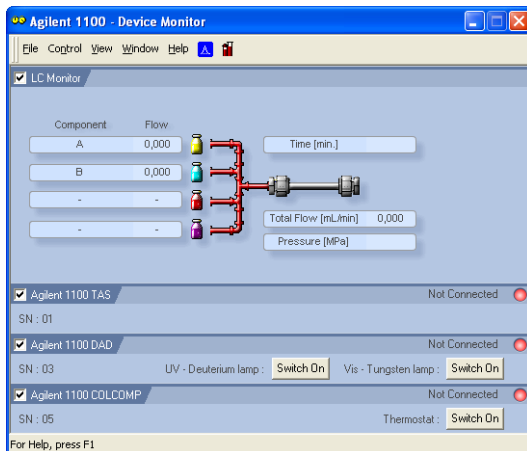 Agilent 1100 - Device Monitor
File Control View Window Help
LC Monitor
Component Flow
A 0,000 Time [min.]
B 0,000
- -
- - Total Flow [mL/min] 0,000
Pressure [MPa]
Agilent 1100 TAS Not Connected
SN : 01
Agilent 1100 DAD Not Connected
SN : 03 UV - Deuterium lamp : Switch On Vis - Tungsten lamp : Switch On
Agilent 1100 COLCOMP Not Connected
SN : 05 Thermostat : Switch On
For Help, press F1